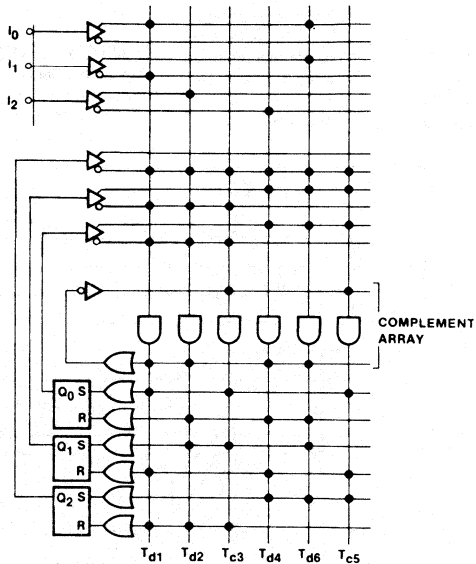 I0
I1
I2
COMPLEMENT
ARRAY
Q0 S
R
Q1 S
R
Q2 S
R
Td1 Td2 Tc3 Td4 Td6 Tc5